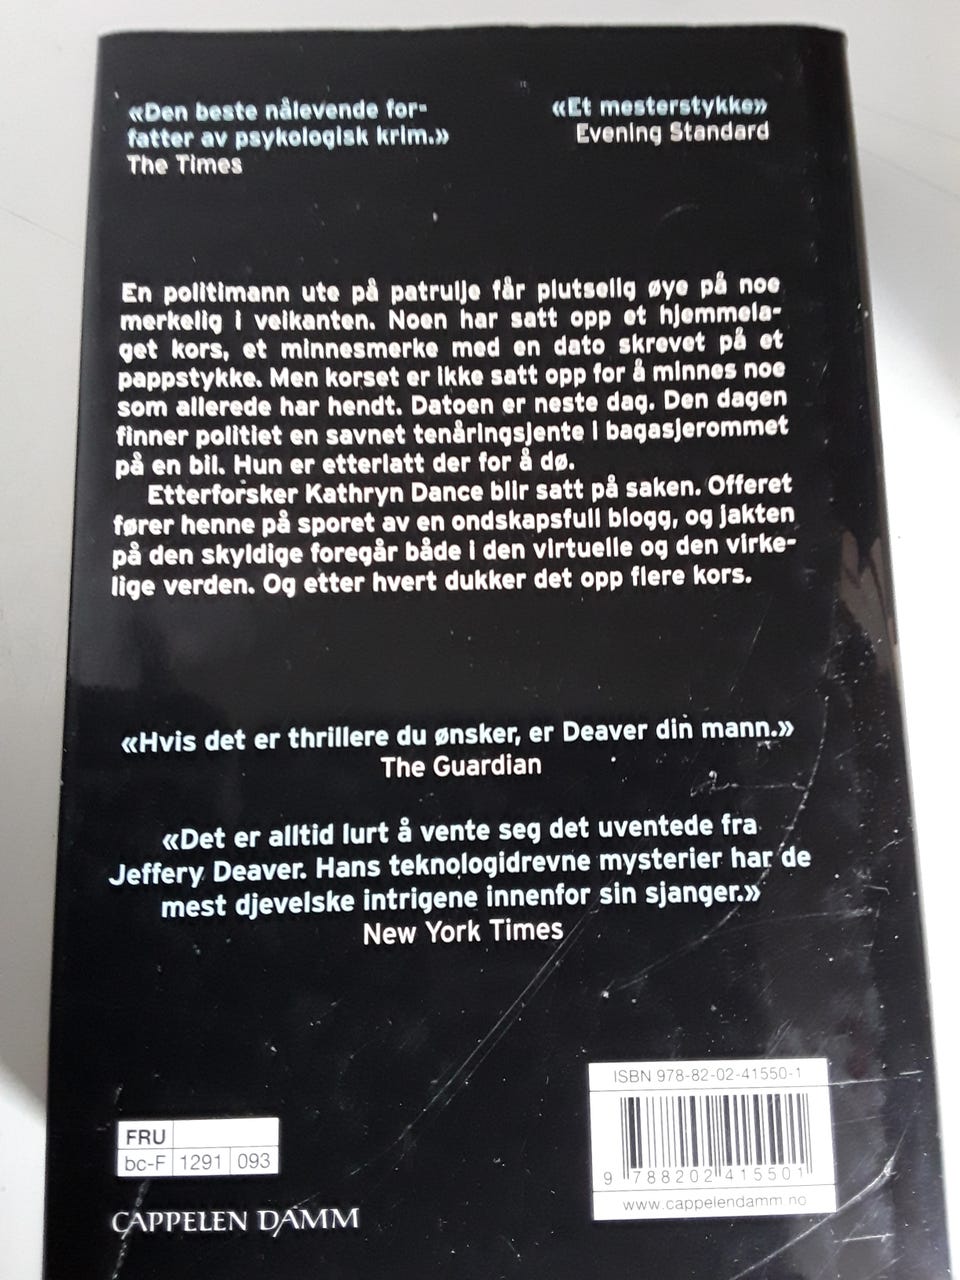 «Den beste nålevende for-
fatter av psykologisk krim.»
The Times
«Et mesterstykke»
Evening Standard
En politimann ute på patrulje får plutselig øye på noe
merkelig i veikanten. Noen har satt opp et hjemmela-
get kors, et minnesmerke med en dato skrevet på et
pappstykke. Men korset er ikke satt opp for å minnes noe
som allerede har hendt. Datoen er neste dag. Den dagen
finner politiet en savnet tenåringsjente i bagasjerommet
på en bil. Hun er etterlatt der for å dø.
Etterforsker Kathryn Dance blir satt på saken. Offeret
fører henne på sporet av en ondskapsfull blogg, og jakten
på den skyldige foregår både i den virtuelle og den virke-
lige verden. Og etter hvert dukker det opp flere kors.
«Hvis det er thrillere du ønsker, er Deaver din mann.»
The Guardian
«Det er alltid lurt å vente seg det uventede fra
Jeffery Deaver. Hans teknologidrevne mysterier har de
mest djevelske intrigene innenfor sin sjanger.»
New York Times
ISBN 978-82-02-41550-1
9 788202 415501
www.cappelendamm.no
FRU
bc-F 1291 093
CAPPELEN DAMM